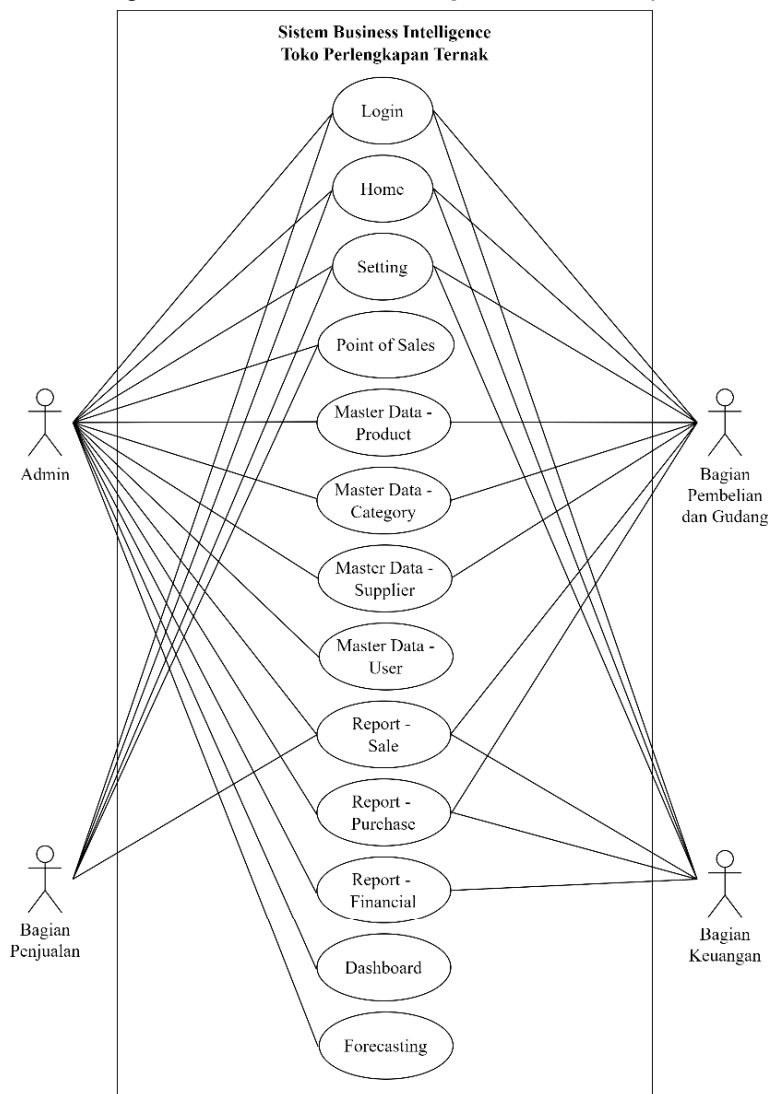 Sistem Business Intelligence
Toko Perlengkapan Ternak
Login
Home
Setting
Point of Sales
Master Data -
Product
Master Data -
Category
Master Data -
Supplier
Master Data -
User
Report -
Sale
Report -
Purchase
Report -
Financial
Dashboard
Forecasting
Admin
Bagian
Penjualan
Bagian
Pembelian
dan Gudang
Bagian
Keuangan